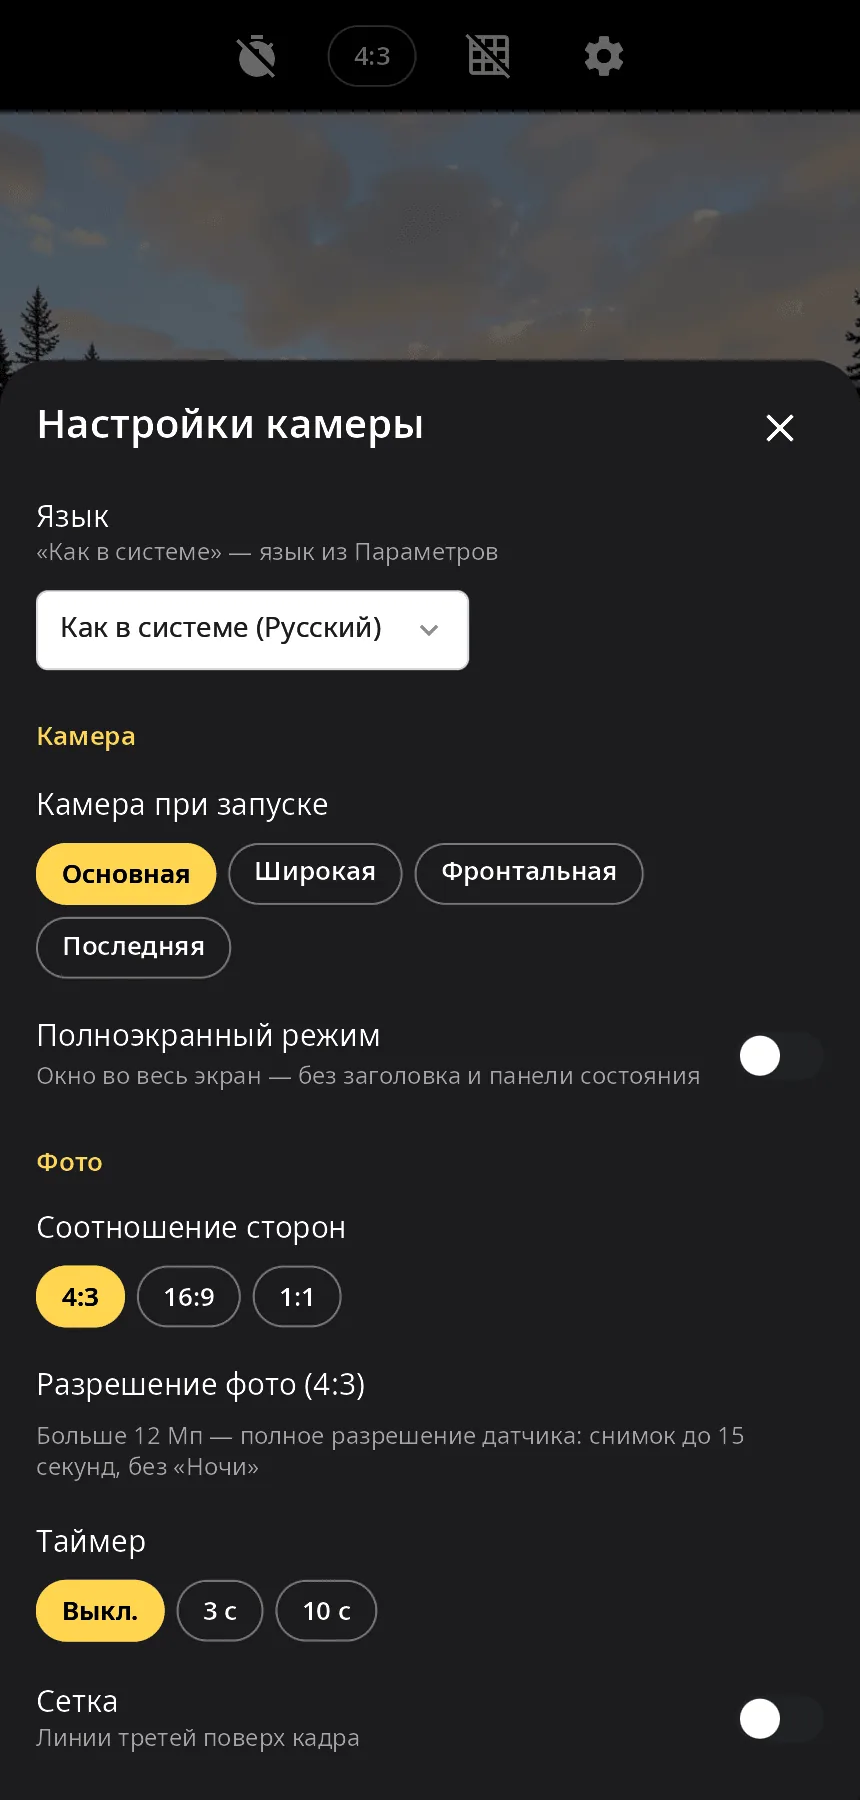 4:3
Настройки камеры
Язык
«Как в системе» — язык из Параметров
Как в системе (Русский)
Камера
Камера при запуске
Основная
Широкая
Фронтальная
Последняя
Полноэкранный режим
Окно во весь экран — без заголовка и панели состояния
Фото
Соотношение сторон
4:3
16:9
1:1
Разрешение фото (4:3)
Больше 12 Мп — полное разрешение датчика: снимок до 15
секунд, без «Ночи»
Таймер
Выкл.
3 с
10 с
Сетка
Линии третей поверх кадра